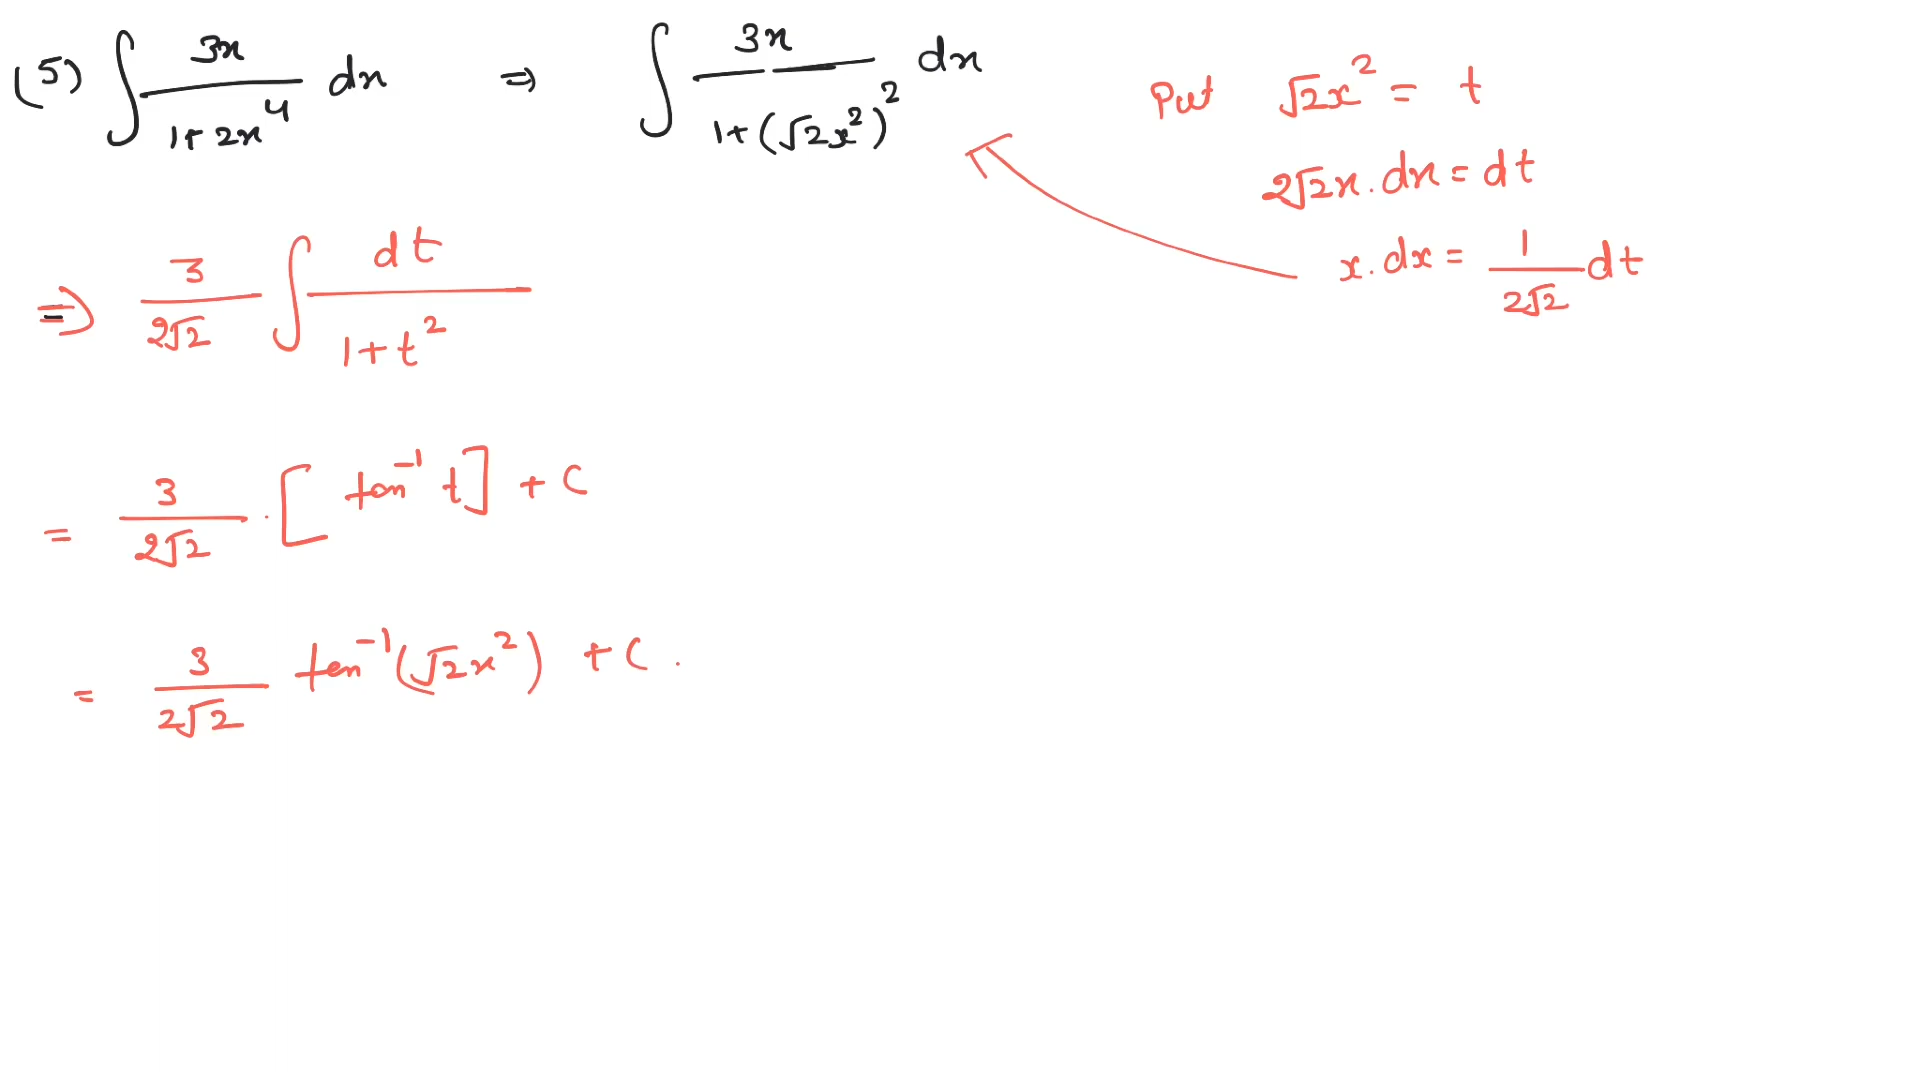 (5) ∫ 3x/(1+2x⁴) dx ⇒ ∫ 3x/(1+(√2x²)²) dx
Put √2x² = t
2√2x.dx = dt
x.dx = 1/(2√2) dt
⇒ 3/(2√2) ∫ dt/(1+t²)
= 3/(2√2) . [tan⁻¹ t] + C
= 3/(2√2) tan⁻¹(√2x²) + C.